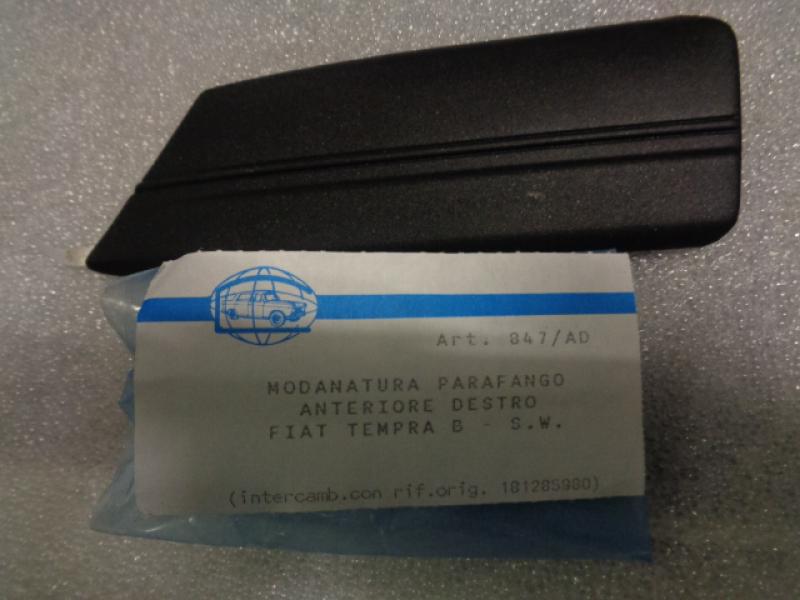 Art. 847/AD
MODANATURA PARAFANGO
ANTERIORE DESTRO
FIAT TEMPRA B - S.W.
(intercamb.con rif.orig. 181285980)